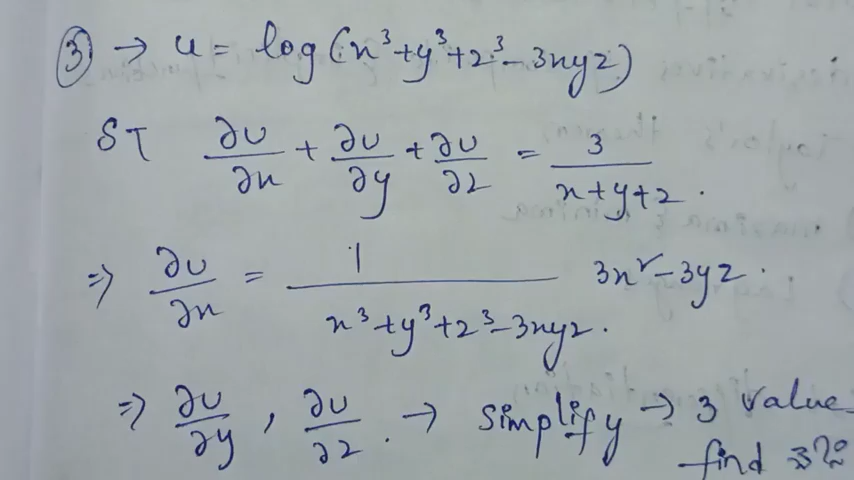 ③ → u = log(x³+y³+z³-3xyz)
ST ∂U/∂x + ∂U/∂y + ∂U/∂z = 3/(x+y+z).
⇒ ∂U/∂x = 1/(x³+y³+z³-3xyz). 3x²-3yz.
⇒ ∂U/∂y , ∂U/∂z. → simplify → 3 value
find